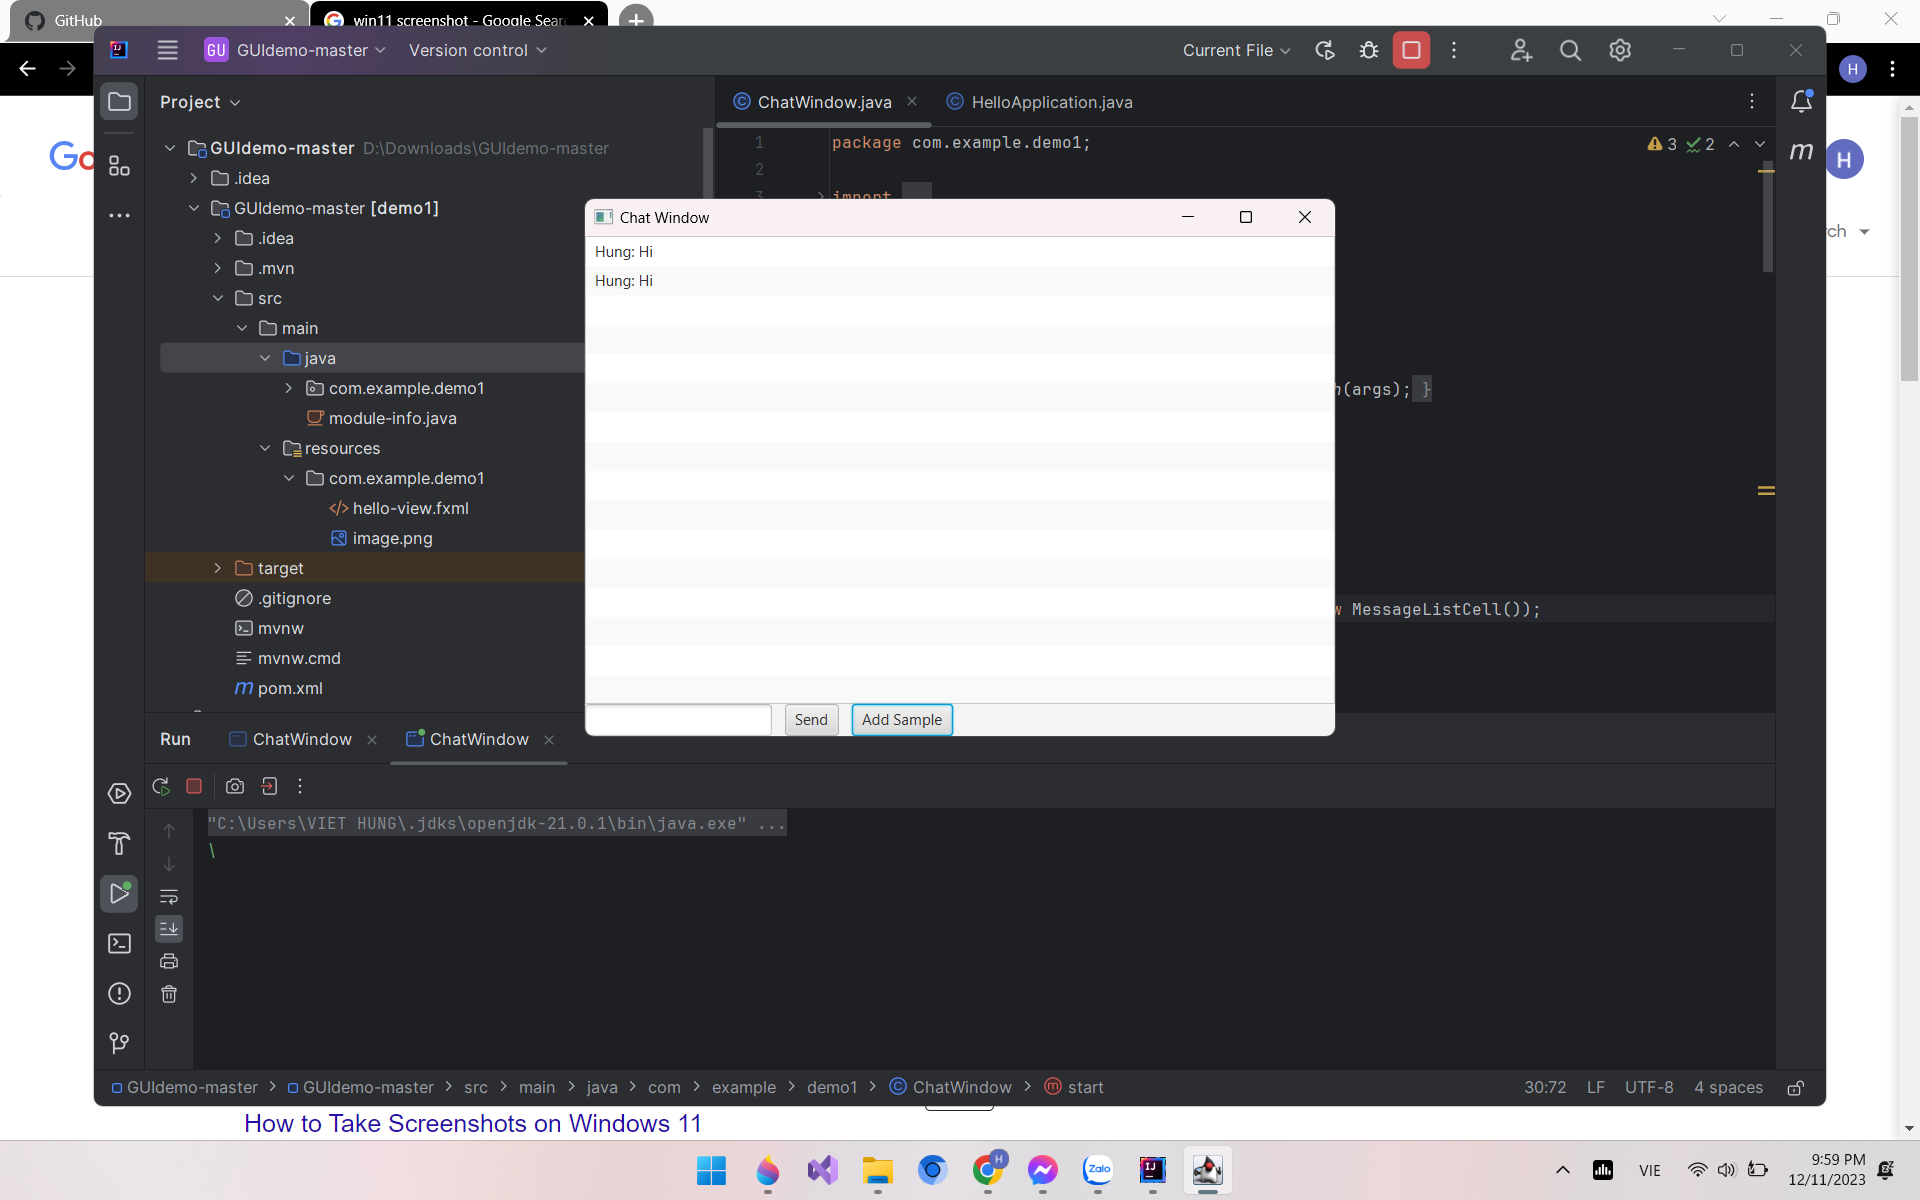 GitHub
win11 screenshot - Google Sear
GU GUIdemo-master
Version control
Current File
H
Project
ChatWindow.java
HelloApplication.java
GUIdemo-master D:\Downloads\GUIdemo-master
.idea
GUIdemo-master [demo1]
.idea
.mvn
src
main
java
com.example.demo1
module-info.java
resources
com.example.demo1
hello-view.fxml
image.png
target
.gitignore
mvnw
mvnw.cmd
m pom.xml
1 package com.example.demo1;
2
3 import
3 2
m
H
Go
rch
(args); }
MessageListCell());
Chat Window
Hung: Hi
Hung: Hi
Send
Add Sample
Run
ChatWindow
ChatWindow
"C:\Users\VIET HUNG\.jdks\openjdk-21.0.1\bin\java.exe" ...
\
GUIdemo-master > GUIdemo-master > src > main > java > com > example > demo1 > ChatWindow > start
30:72 LF UTF-8 4 spaces
How to Take Screenshots on Windows 11
H
Zalo
IJ
VIE
9:59 PM
12/11/2023